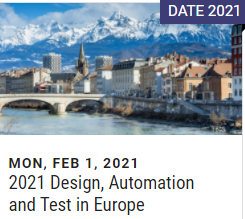 DATE 2021
MON, FEB 1, 2021
2021 Design, Automation
and Test in Europe